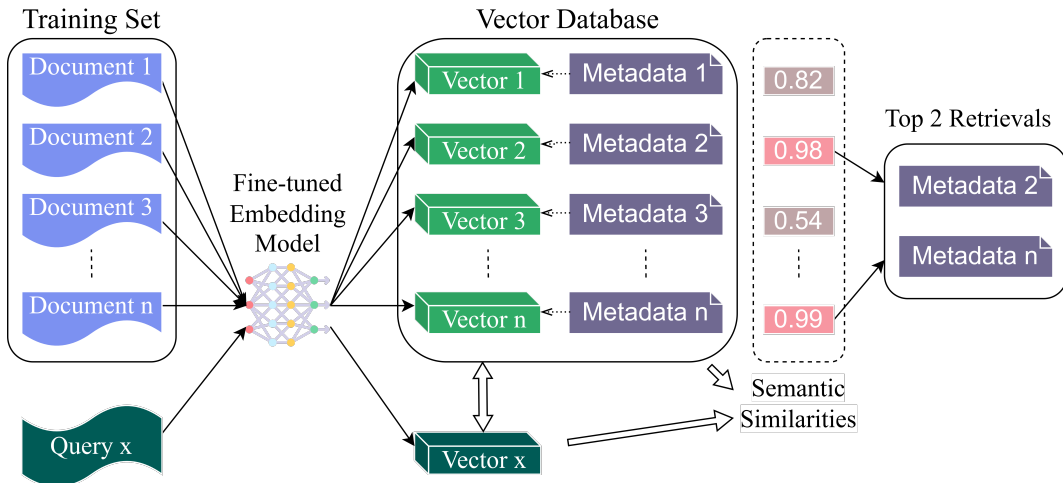 Training Set
Document 1
Document 2
Document 3
Document n
Query x
Fine-tuned
Embedding
Model
Vector Database
Vector 1
Metadata 1
Vector 2
Metadata 2
Vector 3
Metadata 3
Vector n
Metadata n
Vector x
0.82
0.98
0.54
0.99
Semantic
Similarities
Top 2 Retrievals
Metadata 2
Metadata n